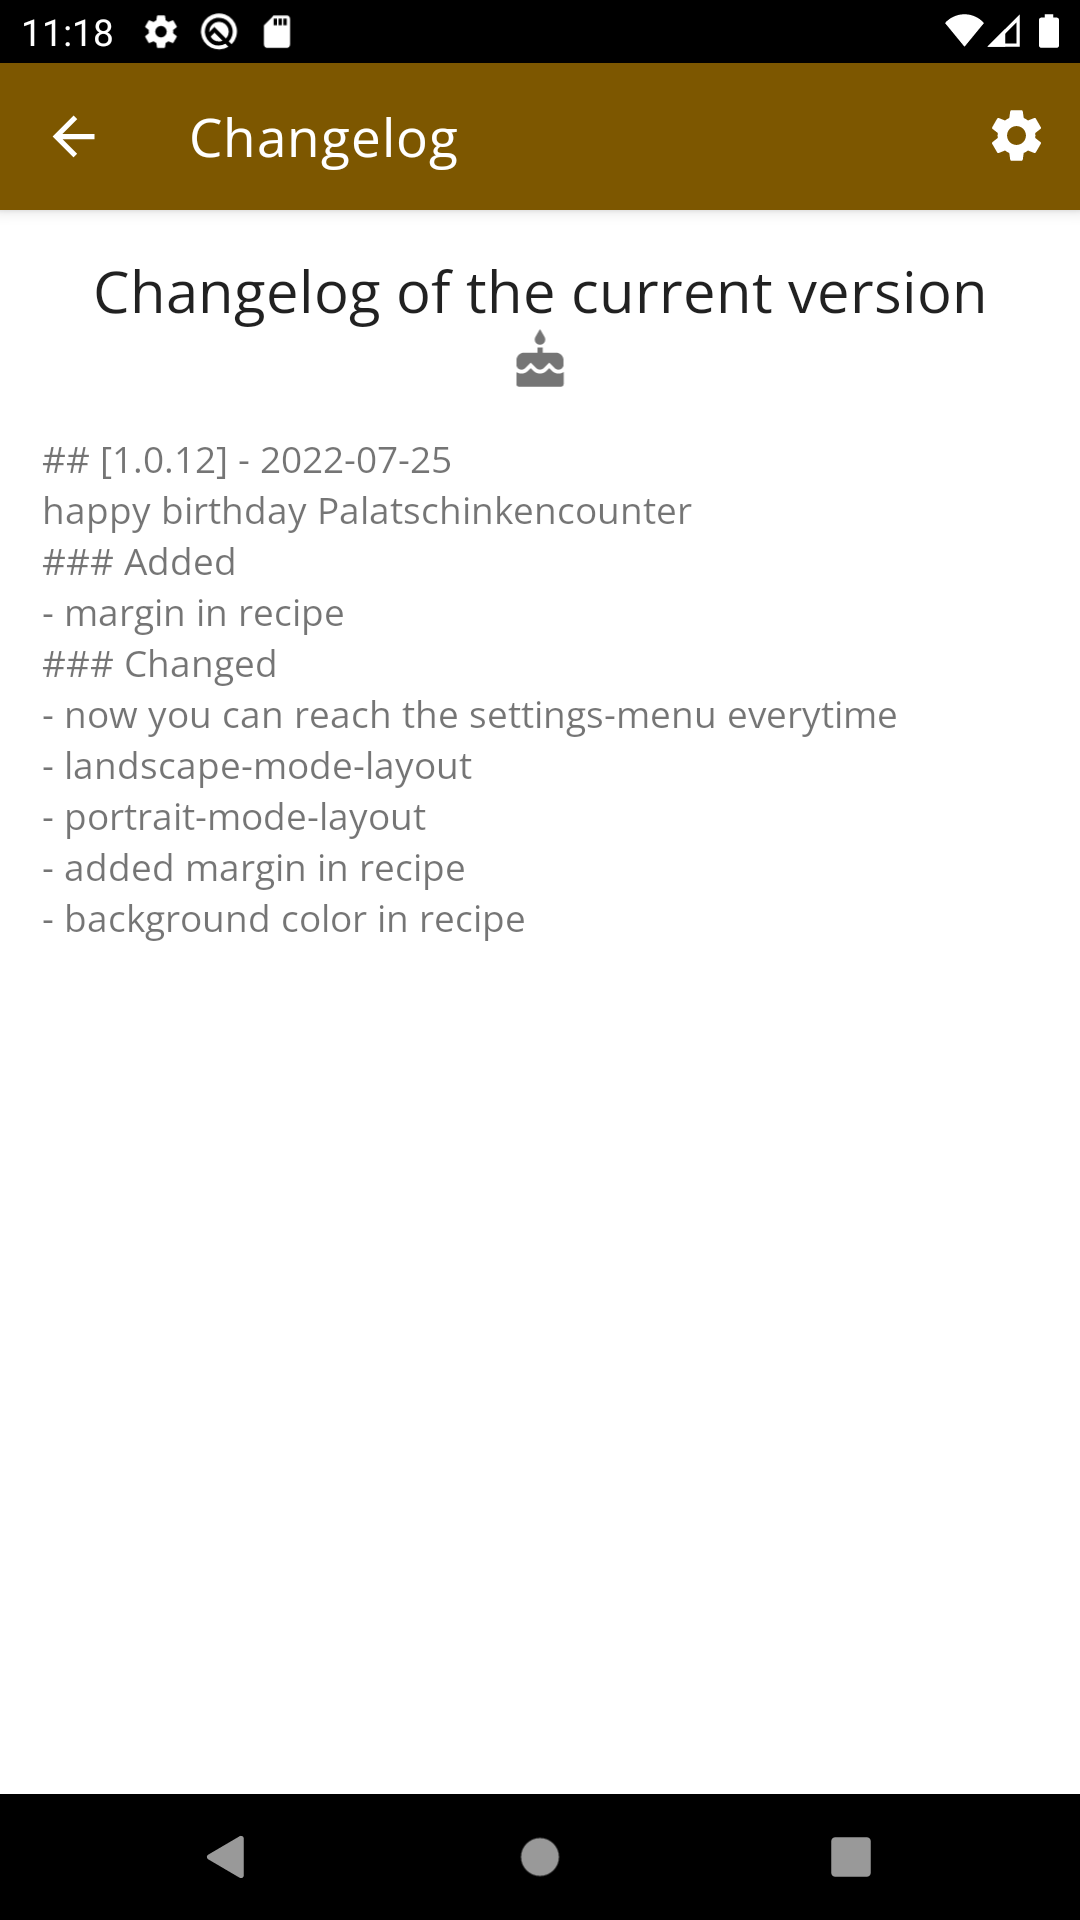 11:18
Changelog
Changelog of the current version
## [1.0.12] - 2022-07-25
happy birthday Palatschinkencounter
### Added
- margin in recipe
### Changed
- now you can reach the settings-menu everytime
- landscape-mode-layout
- portrait-mode-layout
- added margin in recipe
- background color in recipe